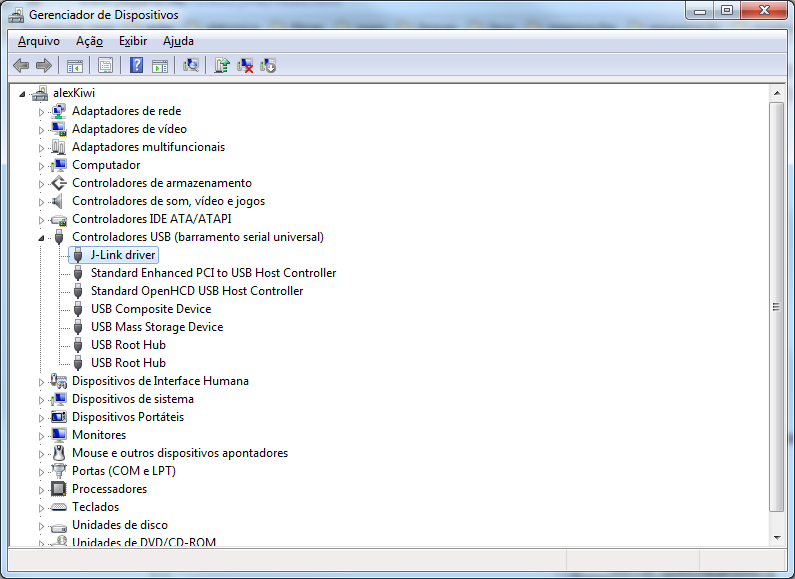 Gerenciador de Dispositivos
Arquivo Ação Exibir Ajuda
alexKiwi
Adaptadores de rede
Adaptadores de vídeo
Adaptadores multifuncionais
Computador
Controladores de armazenamento
Controladores de som, vídeo e jogos
Controladores IDE ATA/ATAPI
Controladores USB (barramento serial universal)
J-Link driver
Standard Enhanced PCI to USB Host Controller
Standard OpenHCD USB Host Controller
USB Composite Device
USB Mass Storage Device
USB Root Hub
USB Root Hub
Dispositivos de Interface Humana
Dispositivos de sistema
Dispositivos Portáteis
Monitores
Mouse e outros dispositivos apontadores
Portas (COM e LPT)
Processadores
Teclados
Unidades de disco
Unidades de DVD/CD-ROM